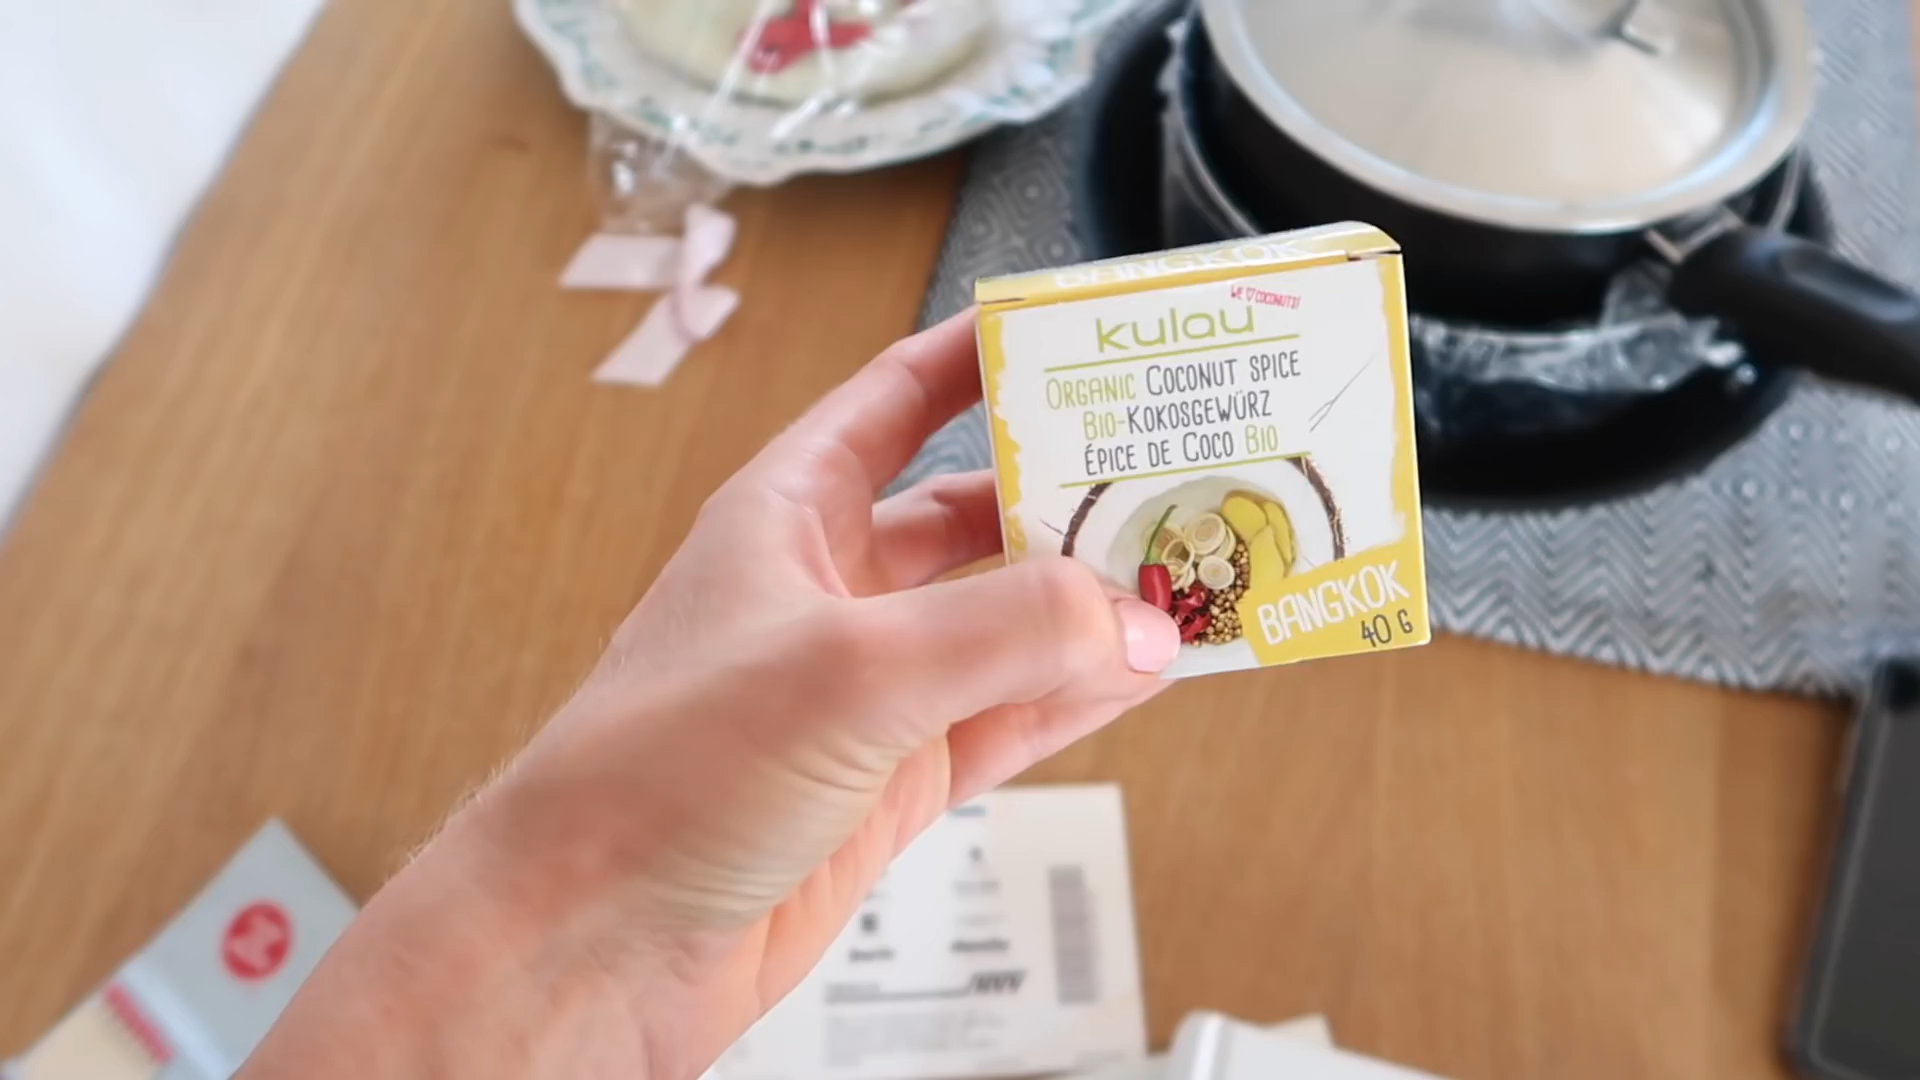 BANGKOK
WE ♡ COCONUTS!
kulau
ORGANIC COCONUT SPICE
BIO-KOKOSGEWÜRZ
ÉPICE DE COCO BIO
BANGKOK
40 G